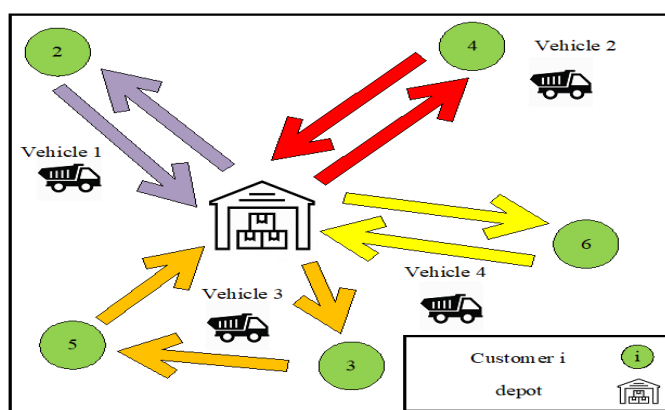 2
4
Vehicle 2
Vehicle 1
6
Vehicle 3
Vehicle 4
5
3
Customer i
i
depot